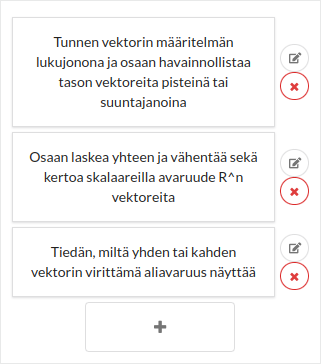 Tunnen vektorin määritelmän
lukujonona ja osaan havainnollistaa
tason vektoreita pisteinä tai
suuntajanoina
Osaan laskea yhteen ja vähentää sekä
kertoa skalaareilla avaruude R^n
vektoreita
Tiedän, miltä yhden tai kahden
vektorin virittämä aliavaruus näyttää